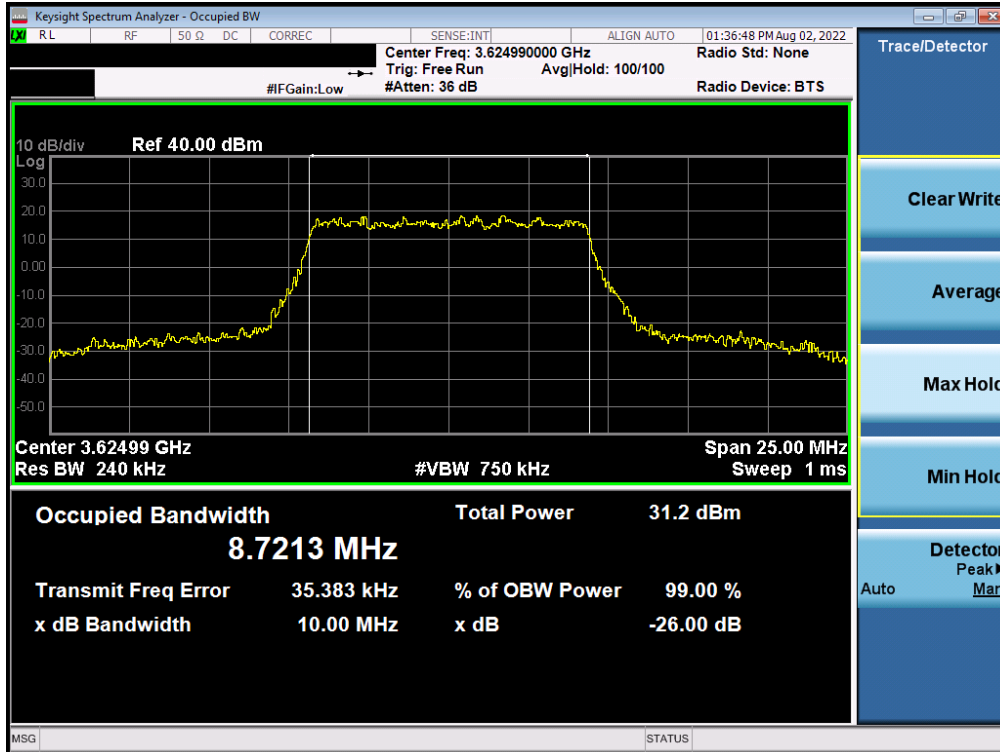 Keysight Spectrum Analyzer - Occupied BW
LXI RL RF 50 Ω DC CORREC SENSE:INT ALIGN AUTO 01:36:48 PM Aug 02, 2022
Center Freq: 3.624990000 GHz Radio Std: None
Trig: Free Run Avg|Hold: 100/100
#IFGain:Low #Atten: 36 dB Radio Device: BTS
10 dB/div Ref 40.00 dBm
Log
30.0
20.0
10.0
0.00
-10.0
-20.0
-30.0
-40.0
-50.0
Center 3.62499 GHz Span 25.00 MHz
Res BW 240 kHz #VBW 750 kHz Sweep 1 ms
Occupied Bandwidth Total Power 31.2 dBm
8.7213 MHz
Transmit Freq Error 35.383 kHz % of OBW Power 99.00 %
x dB Bandwidth 10.00 MHz x dB -26.00 dB
MSG STATUS
Trace/Detector
Clear Write
Average
Max Hold
Min Hold
Detector
Peak
Auto Man